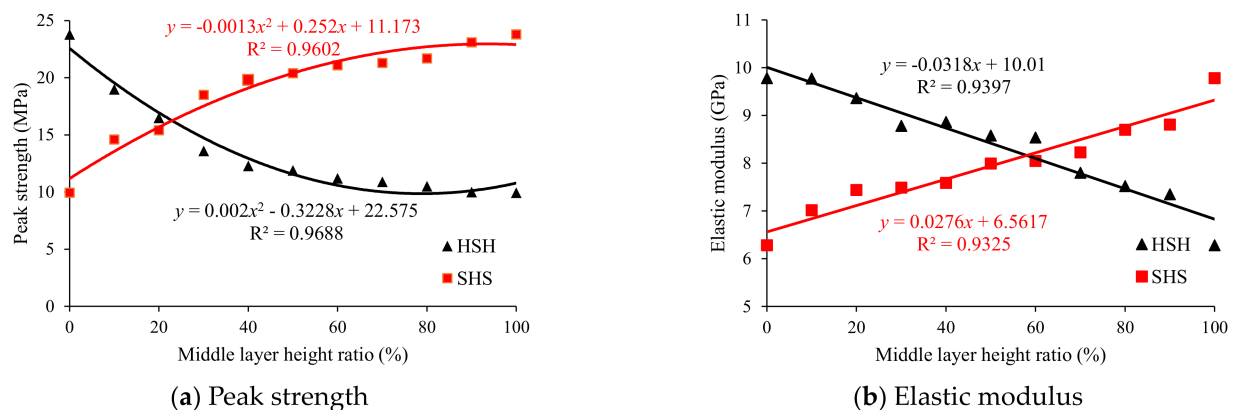 25
20
15
10
5
0
0
20
40
60
80
100
Peak strength (MPa)
Middle layer height ratio (%)
y = -0.0013x² + 0.252x + 11.173
R² = 0.9602
y = 0.002x² - 0.3228x + 22.575
R² = 0.9688
HSH
SHS
(a) Peak strength
11
10
9
8
7
6
5
0
20
40
60
80
100
Elastic modulus (GPa)
Middle layer height ratio (%)
y = -0.0318x + 10.01
R² = 0.9397
y = 0.0276x + 6.5617
R² = 0.9325
HSH
SHS
(b) Elastic modulus